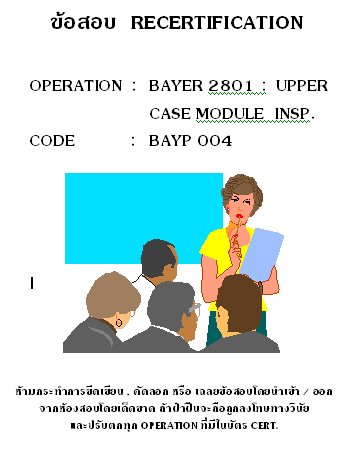 ข้อสอบ RECERTIFICATION
OPERATION : BAYER 2801 : UPPER
CASE MODULE INSP.
CODE : BAYP 004
ห้ามกระทำการขีดเขียน , คัดลอก หรือ เฉลยข้อสอบโดยนำเข้า / ออก
จากห้องสอบโดยเด็ดขาด ถ้าฝ่าฝืนจะถือถูกลงโทษทางวินัย
และปรับตกทุก OPERATION ที่มีในบัตร CERT.